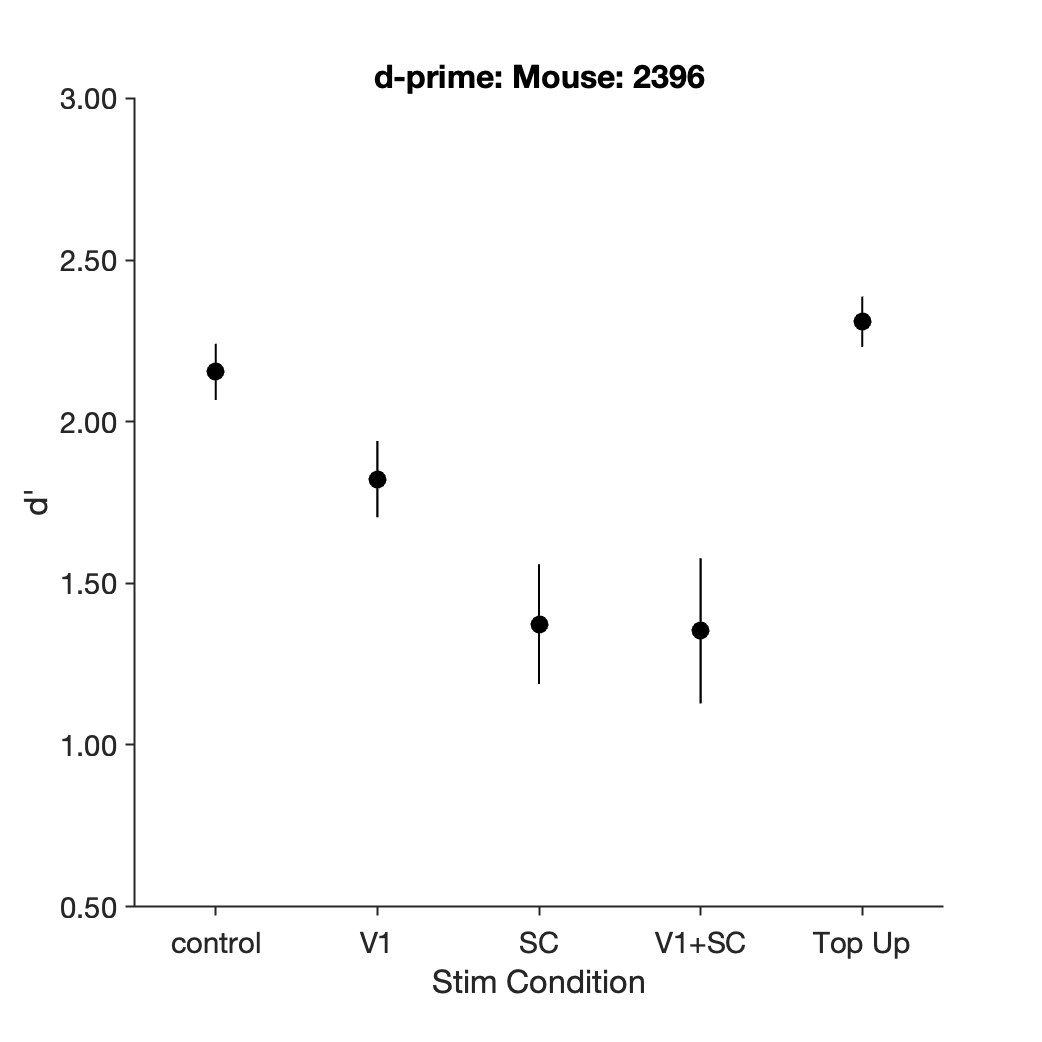 d-prime: Mouse: 2396
3.00
2.50
2.00
1.50
1.00
0.50
d'
control V1 SC V1+SC Top Up
Stim Condition